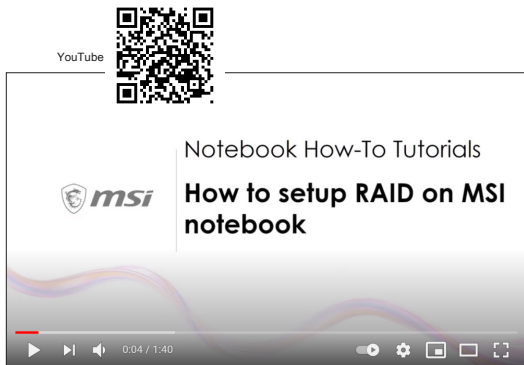 YouTube
Notebook How-To Tutorials
msi
How to setup RAID on MSI
notebook
0:04 / 1:40